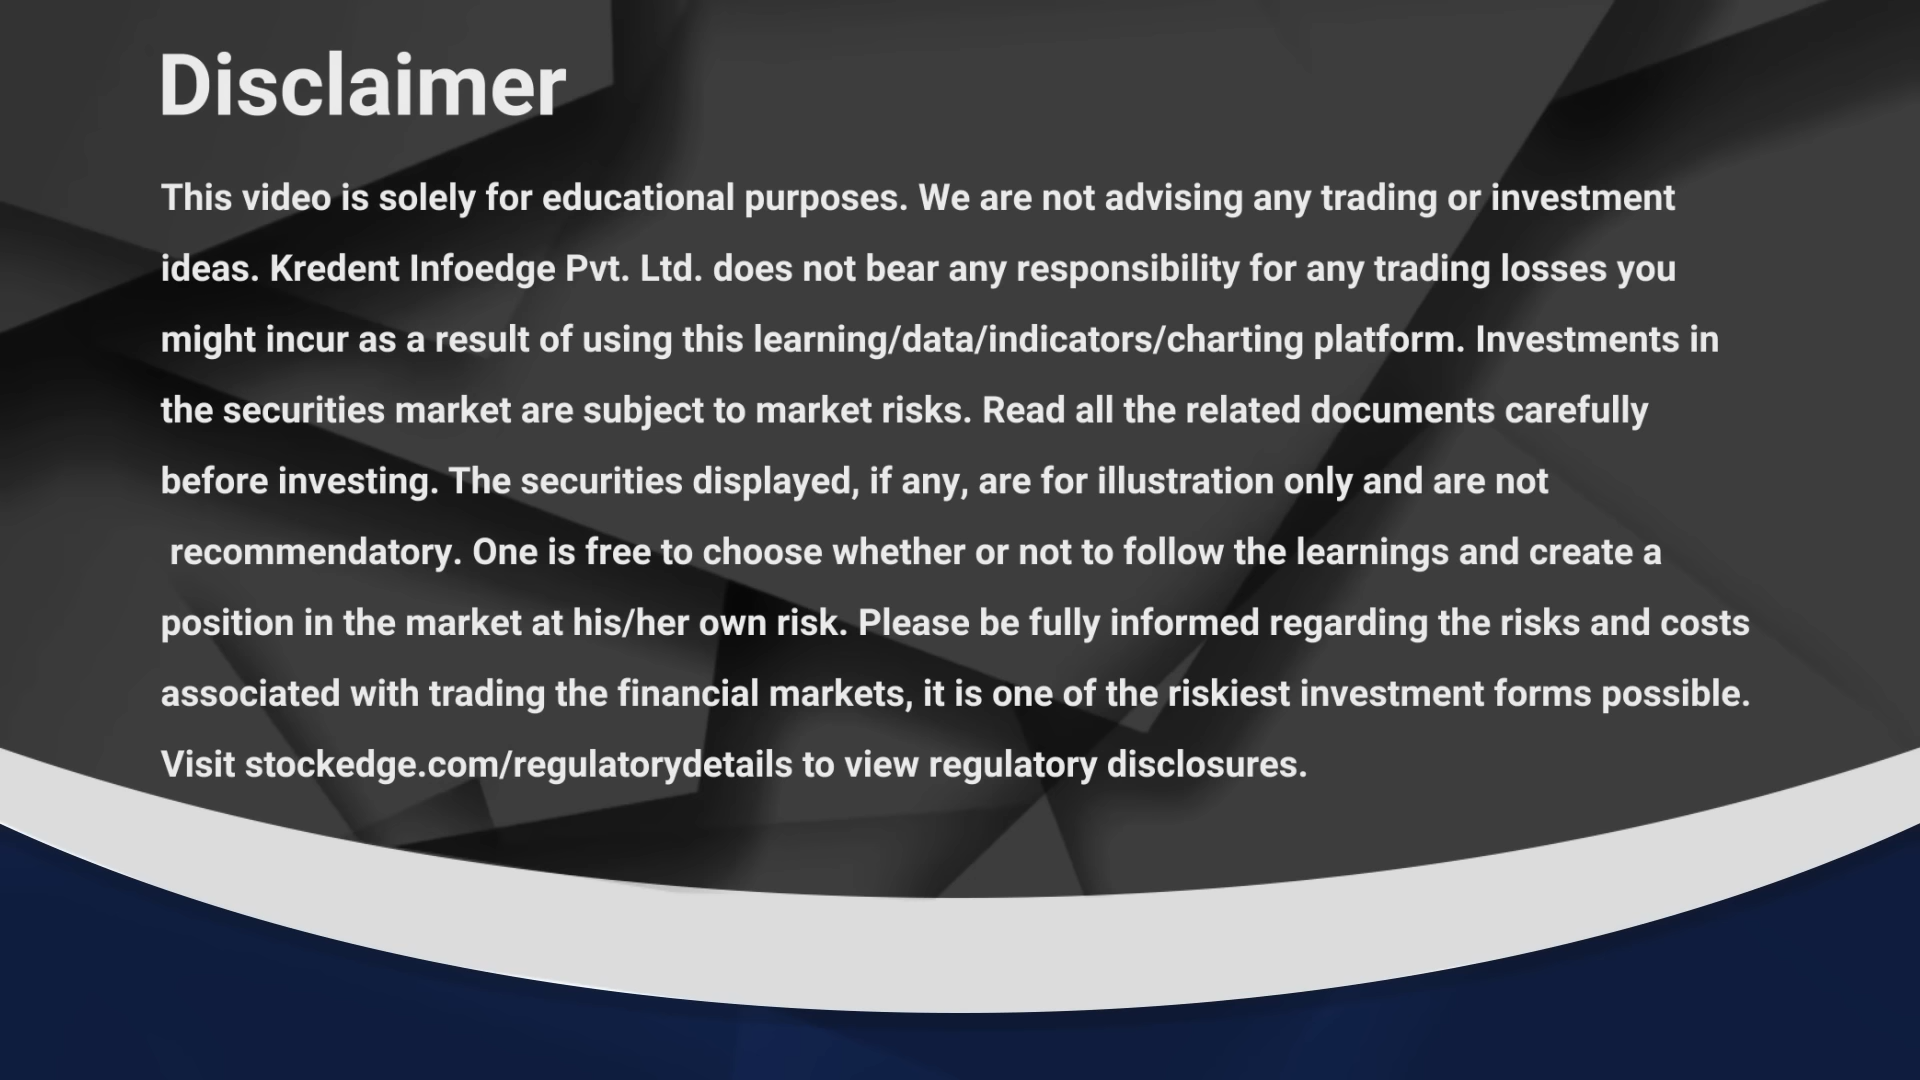 Disclaimer
This video is solely for educational purposes. We are not advising any trading or investment
ideas. Kredent Infoedge Pvt. Ltd. does not bear any responsibility for any trading losses you
might incur as a result of using this learning/data/indicators/charting platform. Investments in
the securities market are subject to market risks. Read all the related documents carefully
before investing. The securities displayed, if any, are for illustration only and are not
recommendatory. One is free to choose whether or not to follow the learnings and create a
position in the market at his/her own risk. Please be fully informed regarding the risks and costs
associated with trading the financial markets, it is one of the riskiest investment forms possible.
Visit stockedge.com/regulatorydetails to view regulatory disclosures.